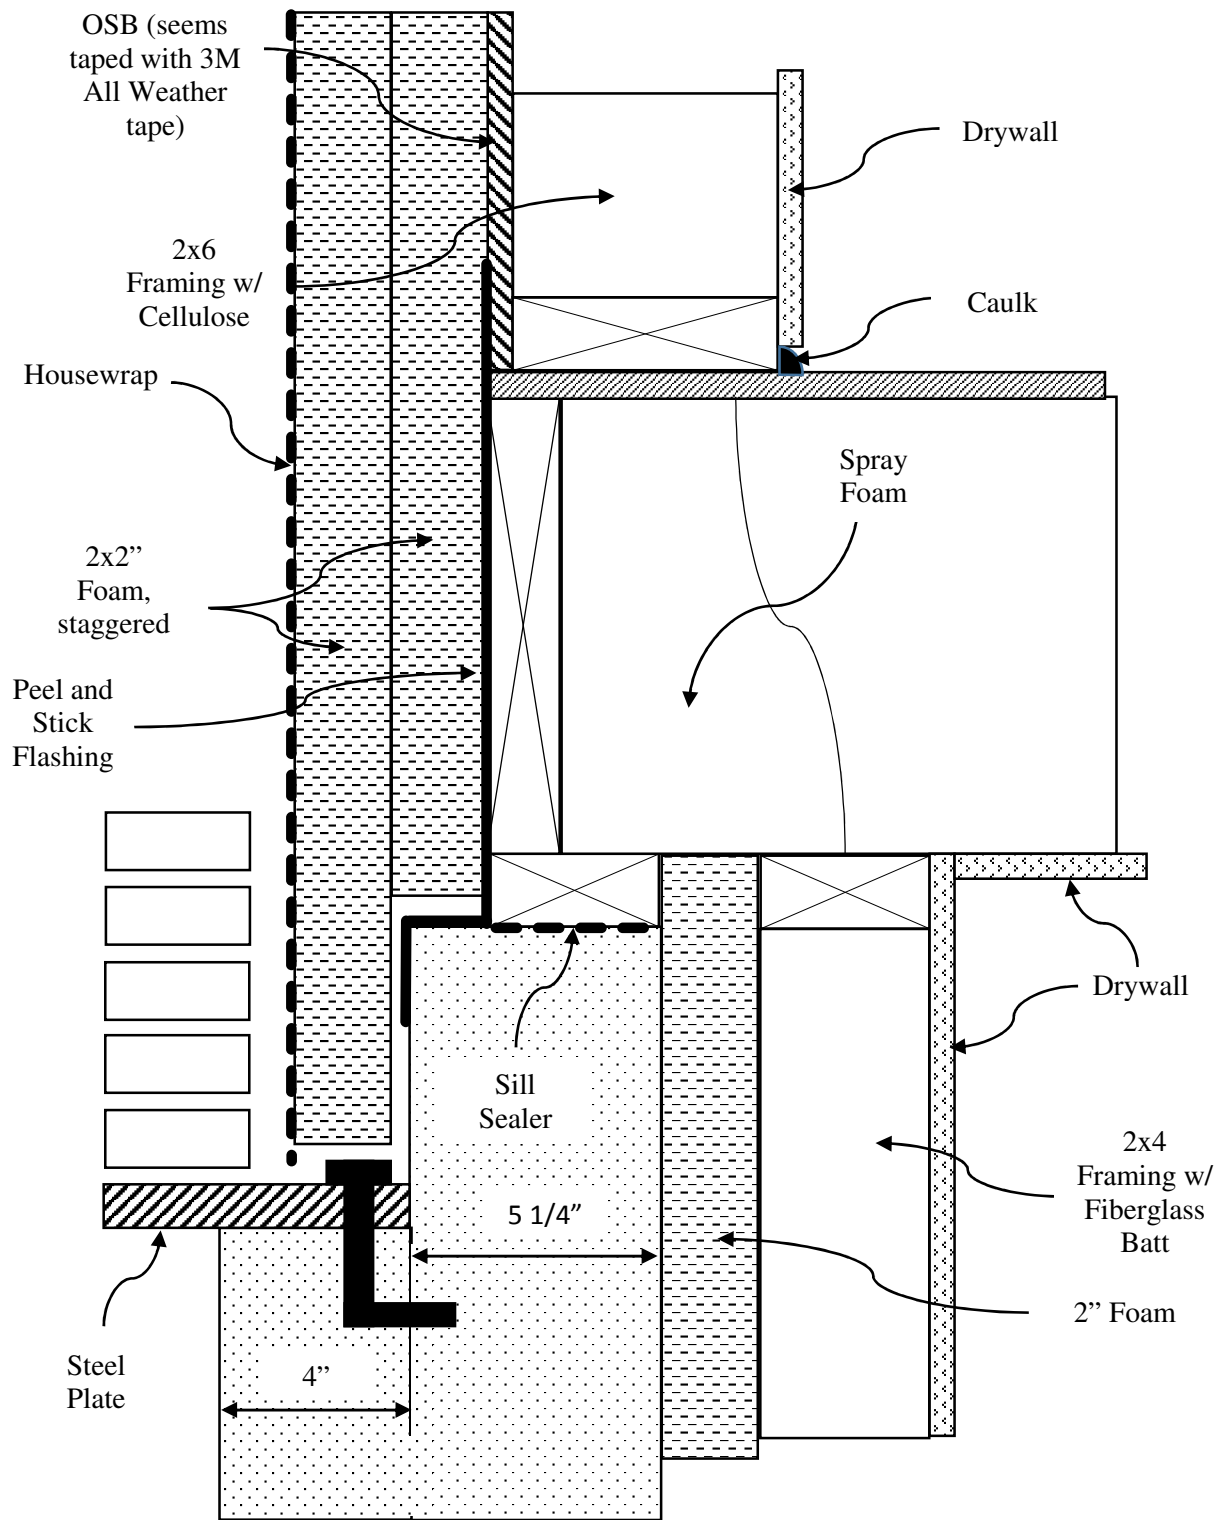 OSB (seems
taped with 3M
All Weather
tape)
Drywall
2x6
Framing w/
Cellulose
Caulk
Housewrap
Spray
Foam
2x2”
Foam,
staggered
Peel and
Stick
Flashing
Drywall
Sill
Sealer
2x4
Framing w/
Fiberglass
Batt
5 1/4”
2” Foam
Steel
Plate
4”